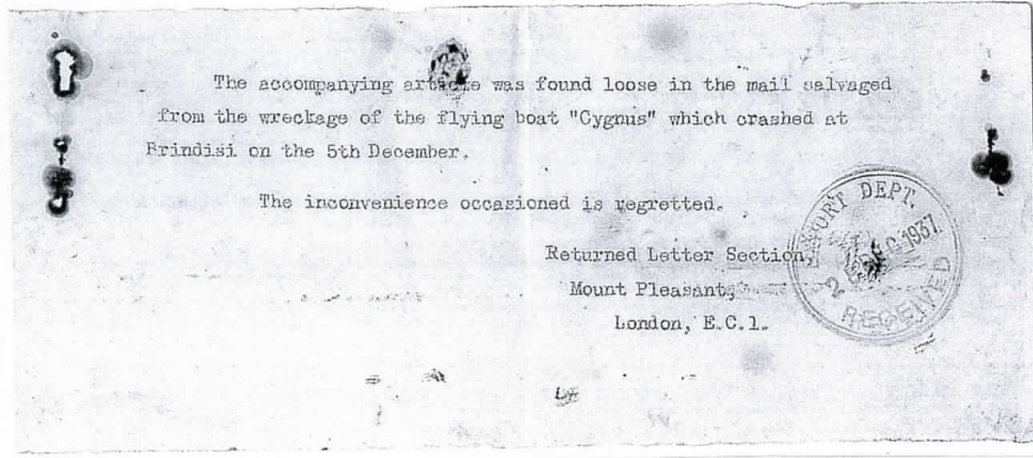 The accompanying article was found loose in the mail salvaged
from the wreckage of the flying boat "Cygnus" which crashed at
Brindisi on the 5th December.
The inconvenience occasioned is regretted.
Returned Letter Section,
Mount Pleasant,
London, E.C.1.
DEPT.
1937
RECEIVED